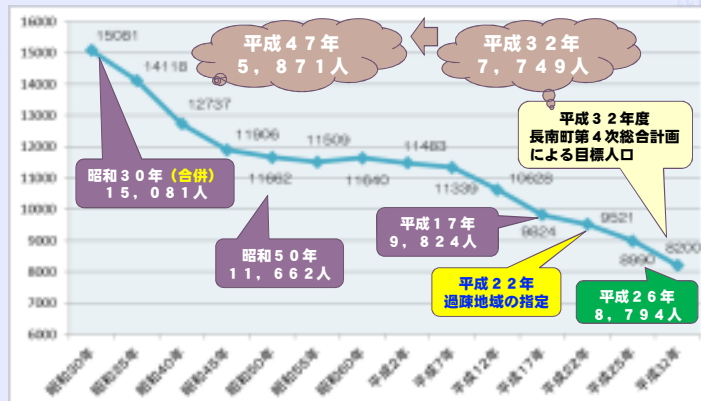 16000
15000
14000
13000
12000
11000
10000
9000
8000
7000
6000
平成47年
5,871人
平成32年
7,749人
15081
14118
12737
11906
11662
11509
11640
11463
11339
10628
9824
9521
8990
8200
昭和30年(合併)
15,081人
昭和50年
11,662人
平成17年
9,824人
平成22年
過疎地域の指定
平成26年
8,794人
平成32年度
長南町第4次総合計画
による目標人口
昭和30年
昭和35年
昭和40年
昭和45年
昭和50年
昭和55年
昭和60年
平成2年
平成7年
平成12年
平成17年
平成22年
平成25年
平成32年